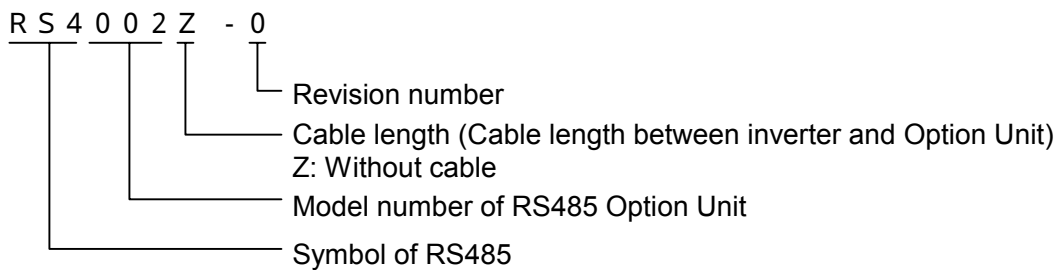 RS4002Z-0
Revision number
Cable length (Cable length between inverter and Option Unit)
Z: Without cable
Model number of RS485 Option Unit
Symbol of RS485